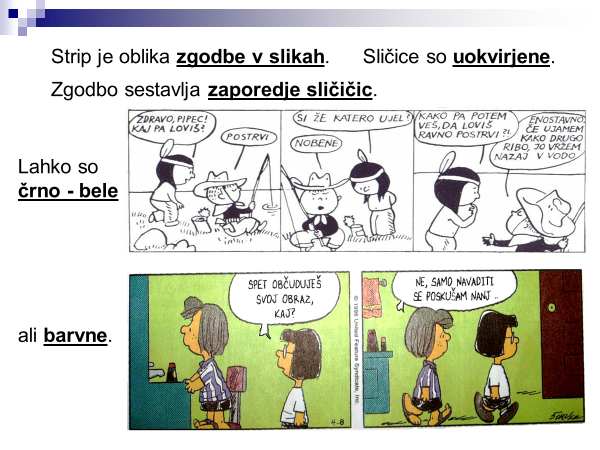 Strip je oblika zgodbe v slikah. Sličice so uokvirjene.
Zgodbo sestavlja zaporedje sličičic.
ZDRAVO, PIPEC!
KAJ PA LOVIŠ?
POSTRVI
SI ŽE KATERO UJEL?
NOBENE
KAKO PA POTEM
VEŠ, DA LOVIŠ
RAVNO POSTRVI?!
ENOSTAVNO,
ČE UJAMEM
KAKO DRUGO
RIBO, JO VRŽEM
NAZAJ V VODO
Lahko so
črno - bele
SPET OBČUDUJEŠ
SVOJ OBRAZ,
KAJ?
4-8
© 1996 United Feature Syndicate, Inc.
NE, SAMO NAVADITI
SE POSKUŠAM NANJ ..
ali barvne.